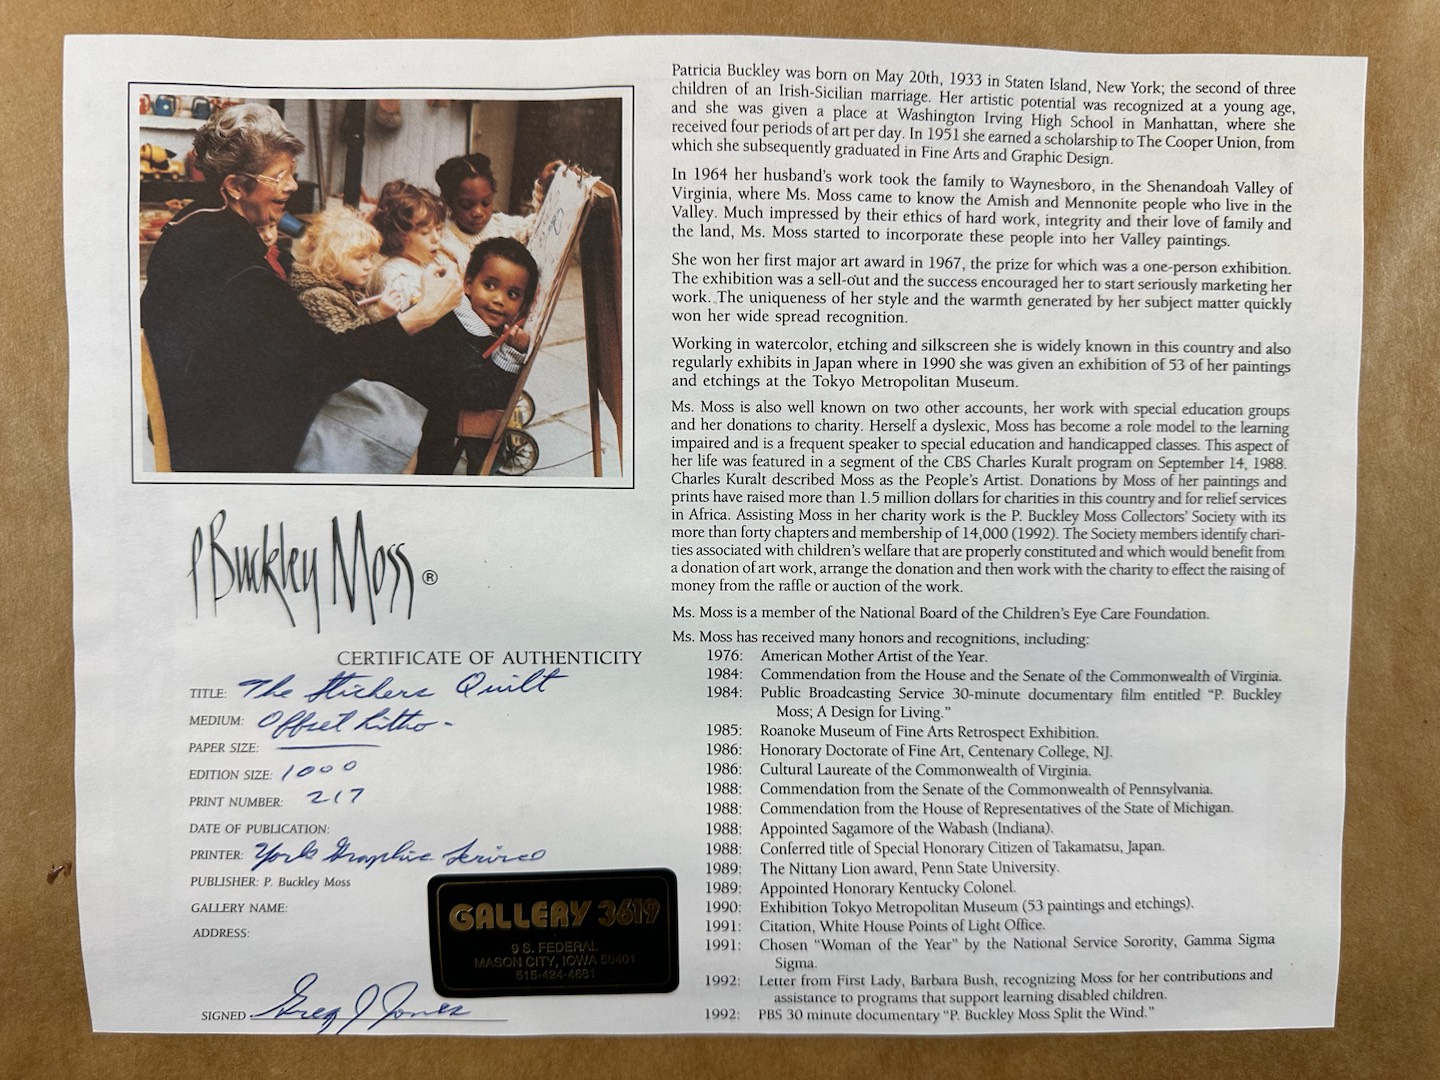 P Buckley Moss ®
CERTIFICATE OF AUTHENTICITY
TITLE: The Stichers Quilt
MEDIUM: Offset Litho -
PAPER SIZE:
EDITION SIZE: 1000
PRINT NUMBER: 217
DATE OF PUBLICATION:
PRINTER: York Graphic Services
PUBLISHER: P. Buckley Moss
GALLERY NAME:
ADDRESS:
GALLERY 3619
9 S. FEDERAL
MASON CITY, IOWA 50401
515-424-4681
SIGNED Greg J Jones
Patricia Buckley was born on May 20th, 1933 in Staten Island, New York; the second of three
children of an Irish-Sicilian marriage. Her artistic potential was recognized at a young age,
and she was given a place at Washington Irving High School in Manhattan, where she
received four periods of art per day. In 1951 she earned a scholarship to The Cooper Union, from
which she subsequently graduated in Fine Arts and Graphic Design.
In 1964 her husband's work took the family to Waynesboro, in the Shenandoah Valley of
Virginia, where Ms. Moss came to know the Amish and Mennonite people who live in the
Valley. Much impressed by their ethics of hard work, integrity and their love of family and
the land, Ms. Moss started to incorporate these people into her Valley paintings.
She won her first major art award in 1967, the prize for which was a one-person exhibition.
The exhibition was a sell-out and the success encouraged her to start seriously marketing her
work. The uniqueness of her style and the warmth generated by her subject matter quickly
won her wide spread recognition.
Working in watercolor, etching and silkscreen she is widely known in this country and also
regularly exhibits in Japan where in 1990 she was given an exhibition of 53 of her paintings
and etchings at the Tokyo Metropolitan Museum.
Ms. Moss is also well known on two other accounts, her work with special education groups
and her donations to charity. Herself a dyslexic, Moss has become a role model to the learning
impaired and is a frequent speaker to special education and handicapped classes. This aspect of
her life was featured in a segment of the CBS Charles Kuralt program on September 14, 1988.
Charles Kuralt described Moss as the People's Artist. Donations by Moss of her paintings and
prints have raised more than 1.5 million dollars for charities in this country and for relief services
in Africa. Assisting Moss in her charity work is the P. Buckley Moss Collectors' Society with its
more than forty chapters and membership of 14,000 (1992). The Society members identify chari-
ties associated with children's welfare that are properly constituted and which would benefit from
a donation of art work, arrange the donation and then work with the charity to effect the raising of
money from the raffle or auction of the work.
Ms. Moss is a member of the National Board of the Children's Eye Care Foundation.
Ms. Moss has received many honors and recognitions, including:
1976: American Mother Artist of the Year.
1984: Commendation from the House and the Senate of the Commonwealth of Virginia.
1984: Public Broadcasting Service 30-minute documentary film entitled "P. Buckley
Moss; A Design for Living."
1985: Roanoke Museum of Fine Arts Retrospect Exhibition.
1986: Honorary Doctorate of Fine Art, Centenary College, NJ.
1986: Cultural Laureate of the Commonwealth of Virginia.
1988: Commendation from the Senate of the Commonwealth of Pennsylvania.
1988: Commendation from the House of Representatives of the State of Michigan.
1988: Appointed Sagamore of the Wabash (Indiana).
1988: Conferred title of Special Honorary Citizen of Takamatsu, Japan.
1989: The Nittany Lion award, Penn State University.
1989: Appointed Honorary Kentucky Colonel.
1990: Exhibition Tokyo Metropolitan Museum (53 paintings and etchings).
1991: Citation, White House Points of Light Office.
1991: Chosen "Woman of the Year" by the National Service Sorority, Gamma Sigma
Sigma.
1992: Letter from First Lady, Barbara Bush, recognizing Moss for her contributions and
assistance to programs that support learning disabled children.
1992: PBS 30 minute documentary "P. Buckley Moss Split the Wind."